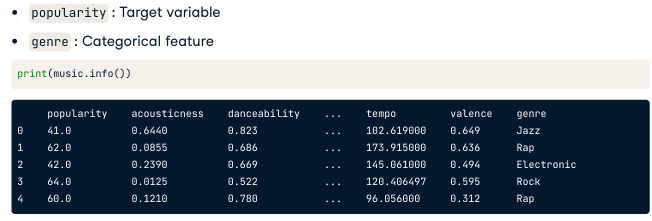 • popularity : Target variable
• genre : Categorical feature
print(music.info())
popularity acousticness danceability ... tempo valence genre
0 41.0 0.6440 0.823 ... 102.619000 0.649 Jazz
1 62.0 0.0855 0.686 ... 173.915000 0.636 Rap
2 42.0 0.2390 0.669 ... 145.061000 0.494 Electronic
3 64.0 0.0125 0.522 ... 120.406497 0.595 Rock
4 60.0 0.1210 0.780 ... 96.056000 0.312 Rap